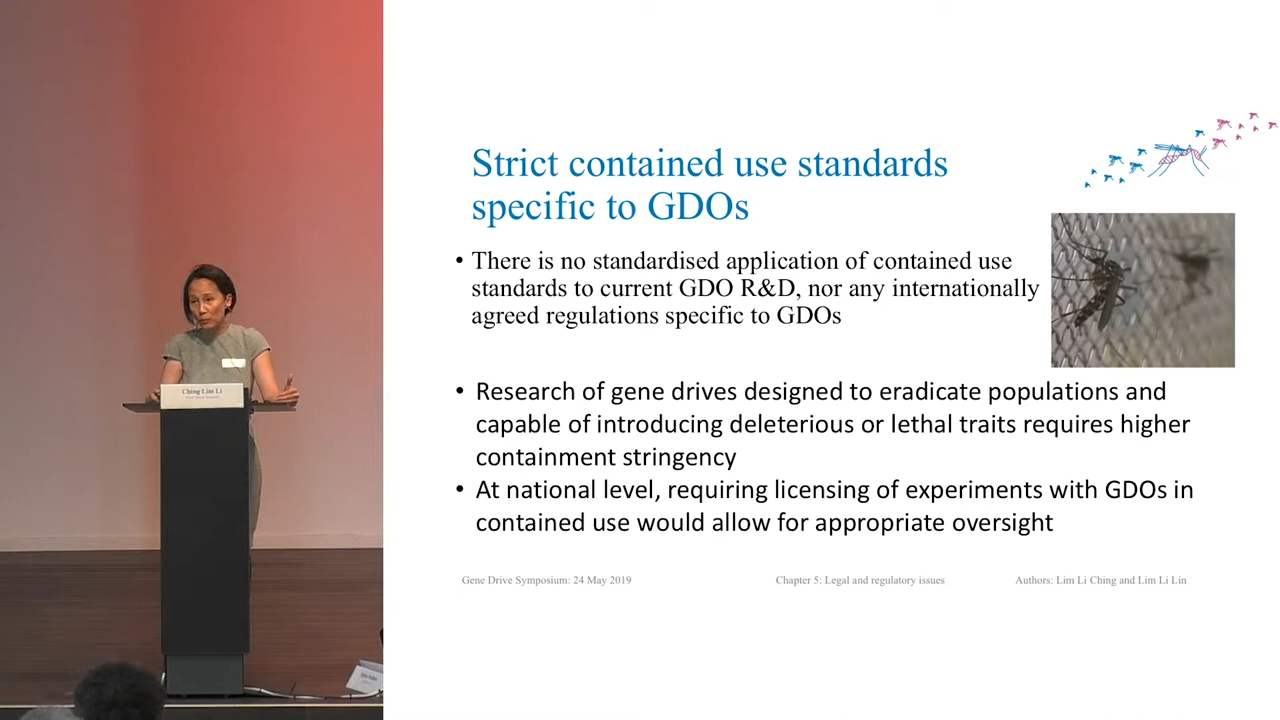 Strict contained use standards
specific to GDOs
• There is no standardised application of contained use
standards to current GDO R&D, nor any internationally
agreed regulations specific to GDOs
• Research of gene drives designed to eradicate populations and
capable of introducing deleterious or lethal traits requires higher
containment stringency
• At national level, requiring licensing of experiments with GDOs in
contained use would allow for appropriate oversight
Gene Drive Symposium: 24 May 2019
Chapter 5: Legal and regulatory issues
Authors: Lim Li Ching and Lim Li Lin
Ching Lim Li